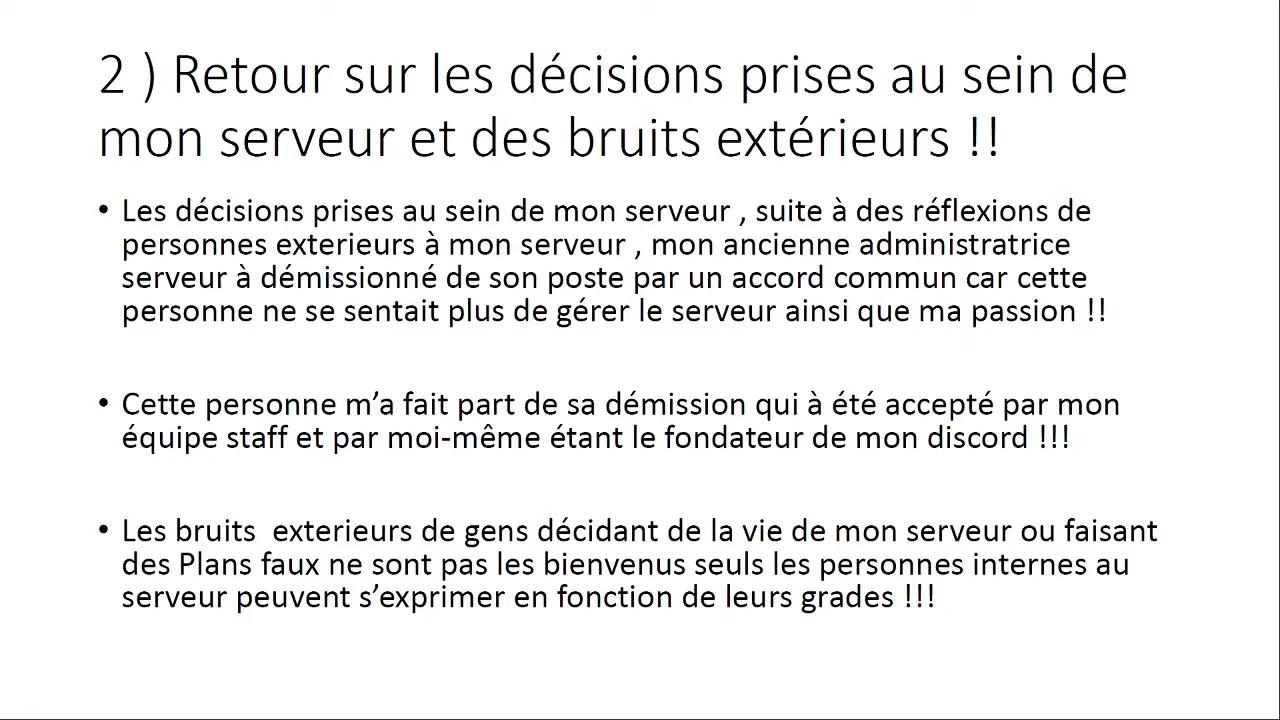 2 ) Retour sur les décisions prises au sein de
mon serveur et des bruits extérieurs !!
• Les décisions prises au sein de mon serveur , suite à des réflexions de
personnes exterieurs à mon serveur , mon ancienne administratrice
serveur à démissionné de son poste par un accord commun car cette
personne ne se sentait plus de gérer le serveur ainsi que ma passion !!
• Cette personne m’a fait part de sa démission qui à été accepté par mon
équipe staff et par moi-même étant le fondateur de mon discord !!!
• Les bruits  exterieurs de gens décidant de la vie de mon serveur ou faisant
des Plans faux ne sont pas les bienvenus seuls les personnes internes au
serveur peuvent s’exprimer en fonction de leurs grades !!!